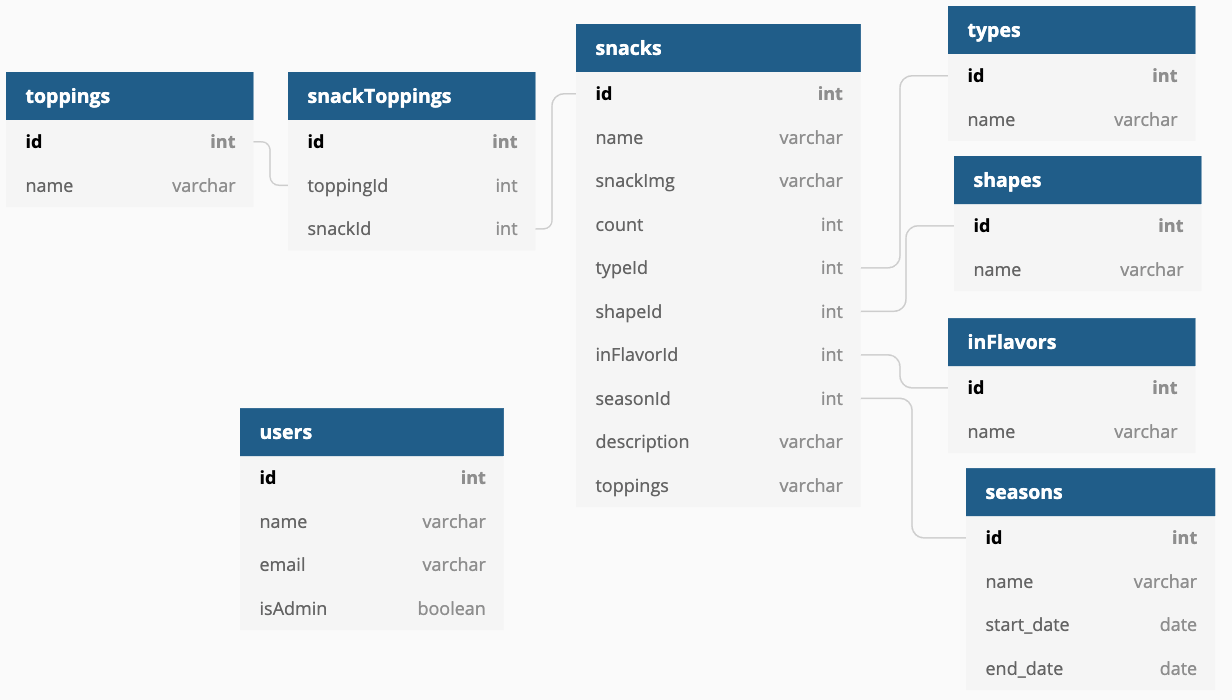 toppings
id int
name varchar
snackToppings
id int
toppingId int
snackId int
snacks
id int
name varchar
snackImg varchar
count int
typeId int
shapeId int
inFlavorId int
seasonId int
description varchar
toppings varchar
types
id int
name varchar
shapes
id int
name varchar
inFlavors
id int
name varchar
seasons
id int
name varchar
start_date date
end_date date
users
id int
name varchar
email varchar
isAdmin boolean